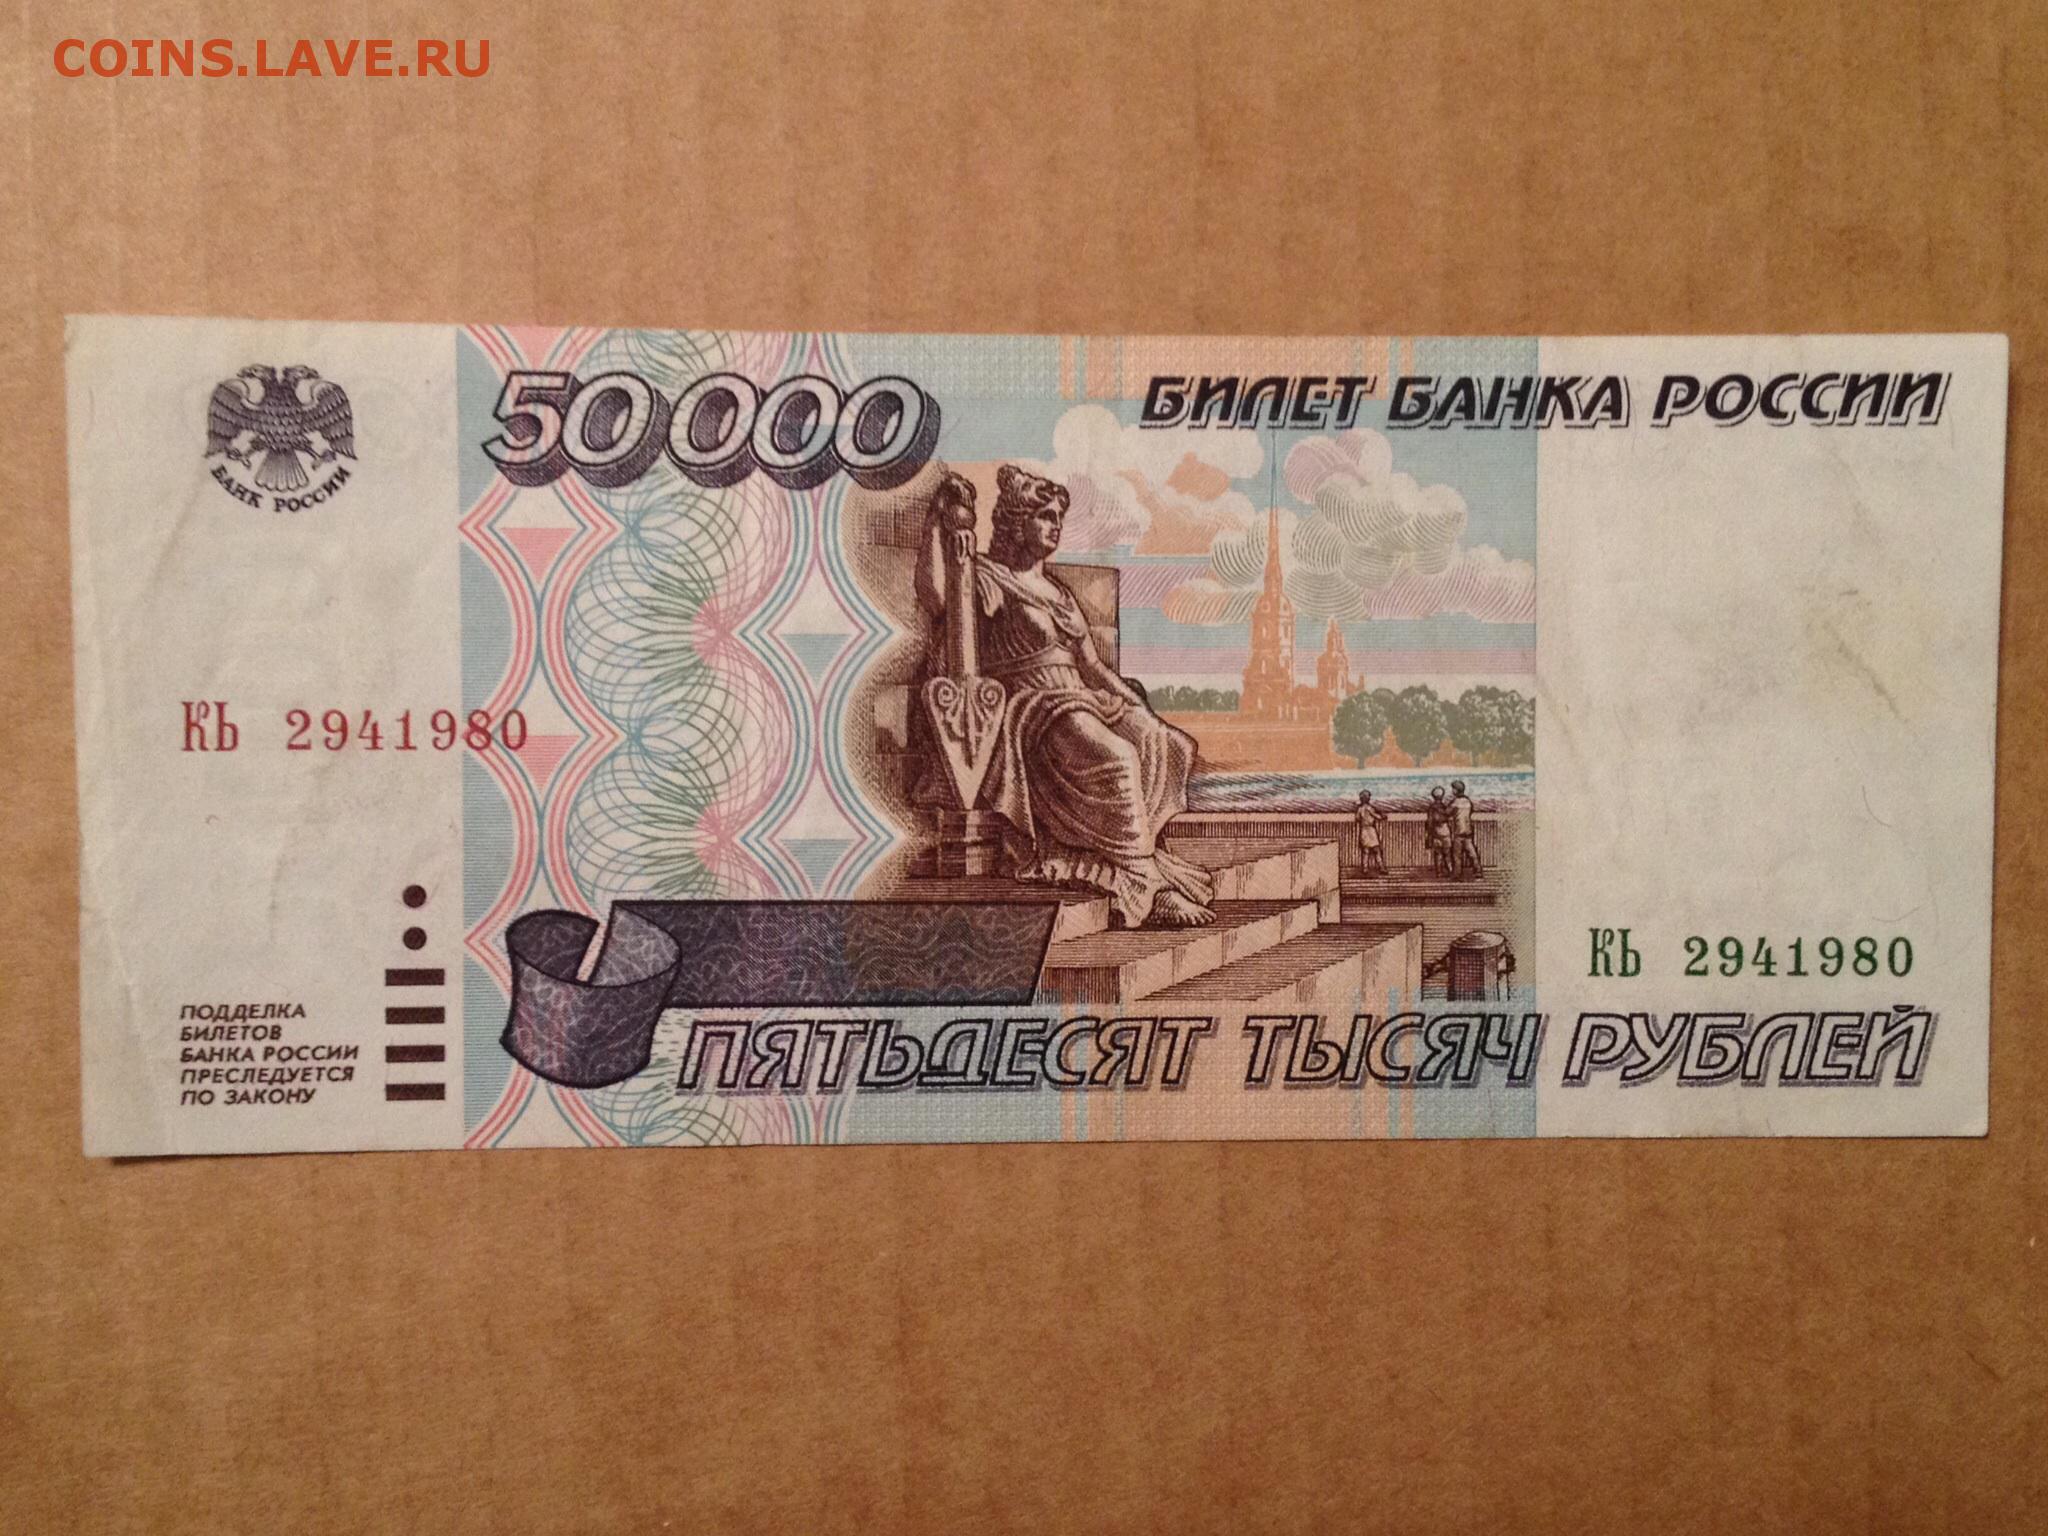 COINS.LAVE.RU
50000
БИЛЕТ БАНКА РОССИИ
БАНК РОССИИ
КЬ 2941980
КЬ 2941980
ПОДДЕЛКА
БИЛЕТОВ
БАНКА РОССИИ
ПРЕСЛЕДУЕТСЯ
ПО ЗАКОНУ
ПЯТЬДЕСЯТ ТЫСЯЧ РУБЛЕЙ